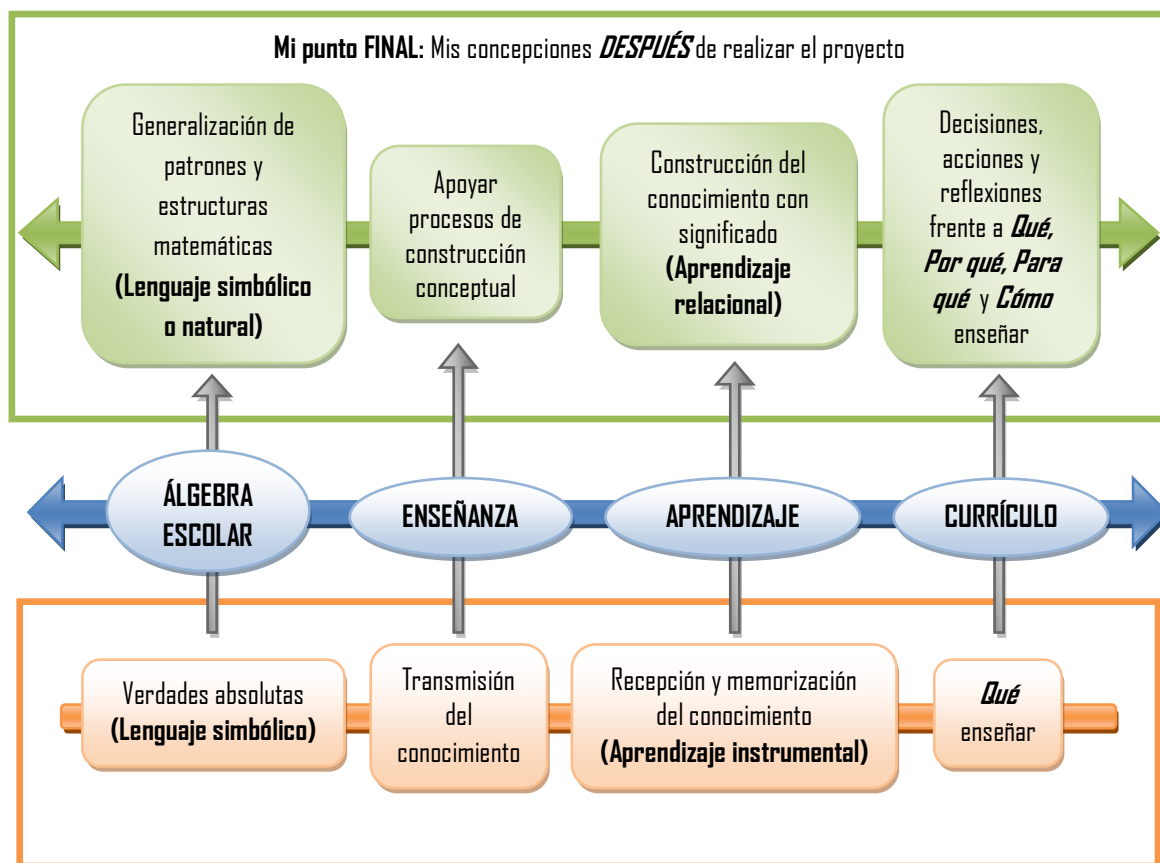 Mi punto FINAL: Mis concepciones DESPUÉS de realizar el proyecto
Generalización de
patrones y
estructuras
matemáticas
(Lenguaje simbólico
o natural)
Apoyar
procesos de
construcción
conceptual
Construcción del
conocimiento con
significado
(Aprendizaje
relacional)
Decisiones,
acciones y
reflexiones
frente a Qué,
Por qué, Para
qué y Cómo
enseñar
ÁLGEBRA
ESCOLAR
ENSEÑANZA
APRENDIZAJE
CURRÍCULO
Verdades absolutas
(Lenguaje simbólico)
Transmisión
del
conocimiento
Recepción y memorización
del conocimiento
(Aprendizaje instrumental)
Qué
enseñar